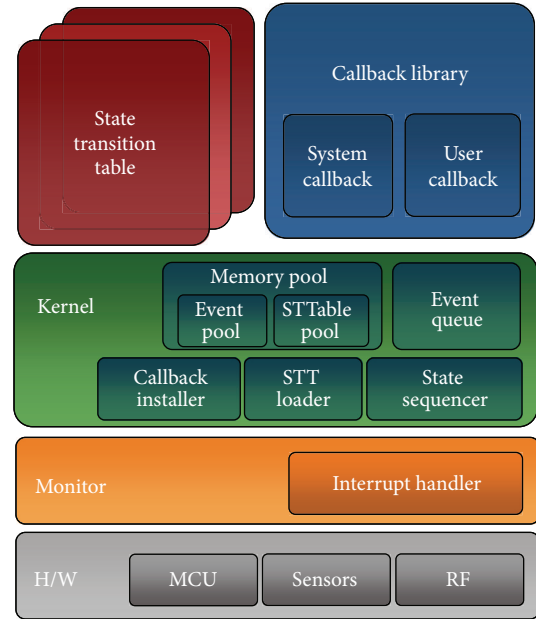 State
transition
table
Callback library
System
callback
User
callback
Kernel
Memory pool
Event
pool
STTable
pool
Event
queue
Callback
installer
STT
loader
State
sequencer
Monitor
Interrupt handler
H/W
MCU
Sensors
RF